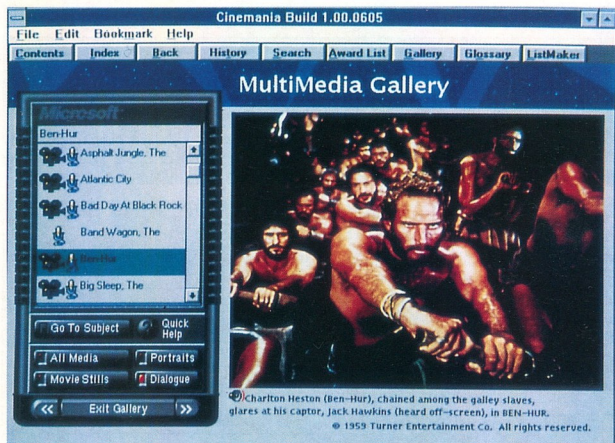 Cinemania Build 1.00.0605
File Edit Bookmark Help
Contents Index Back History Search Award List Gallery Glossary ListMaker
MultiMedia Gallery
Microsoft
Ben-Hur
Asphalt Jungle, The
Atlantic City
Bad Day At Black Rock
Band Wagon, The
Ben-Hur
Big Sleep, The
Go To Subject Quick Help
All Media Portraits
Movie Stills Dialogue
<< Exit Gallery >>
Charlton Heston (Ben-Hur), chained among the galley slaves,
glares at his captor, Jack Hawkins (heard off-screen), in BEN-HUR.
© 1959 Turner Entertainment Co. All rights reserved.